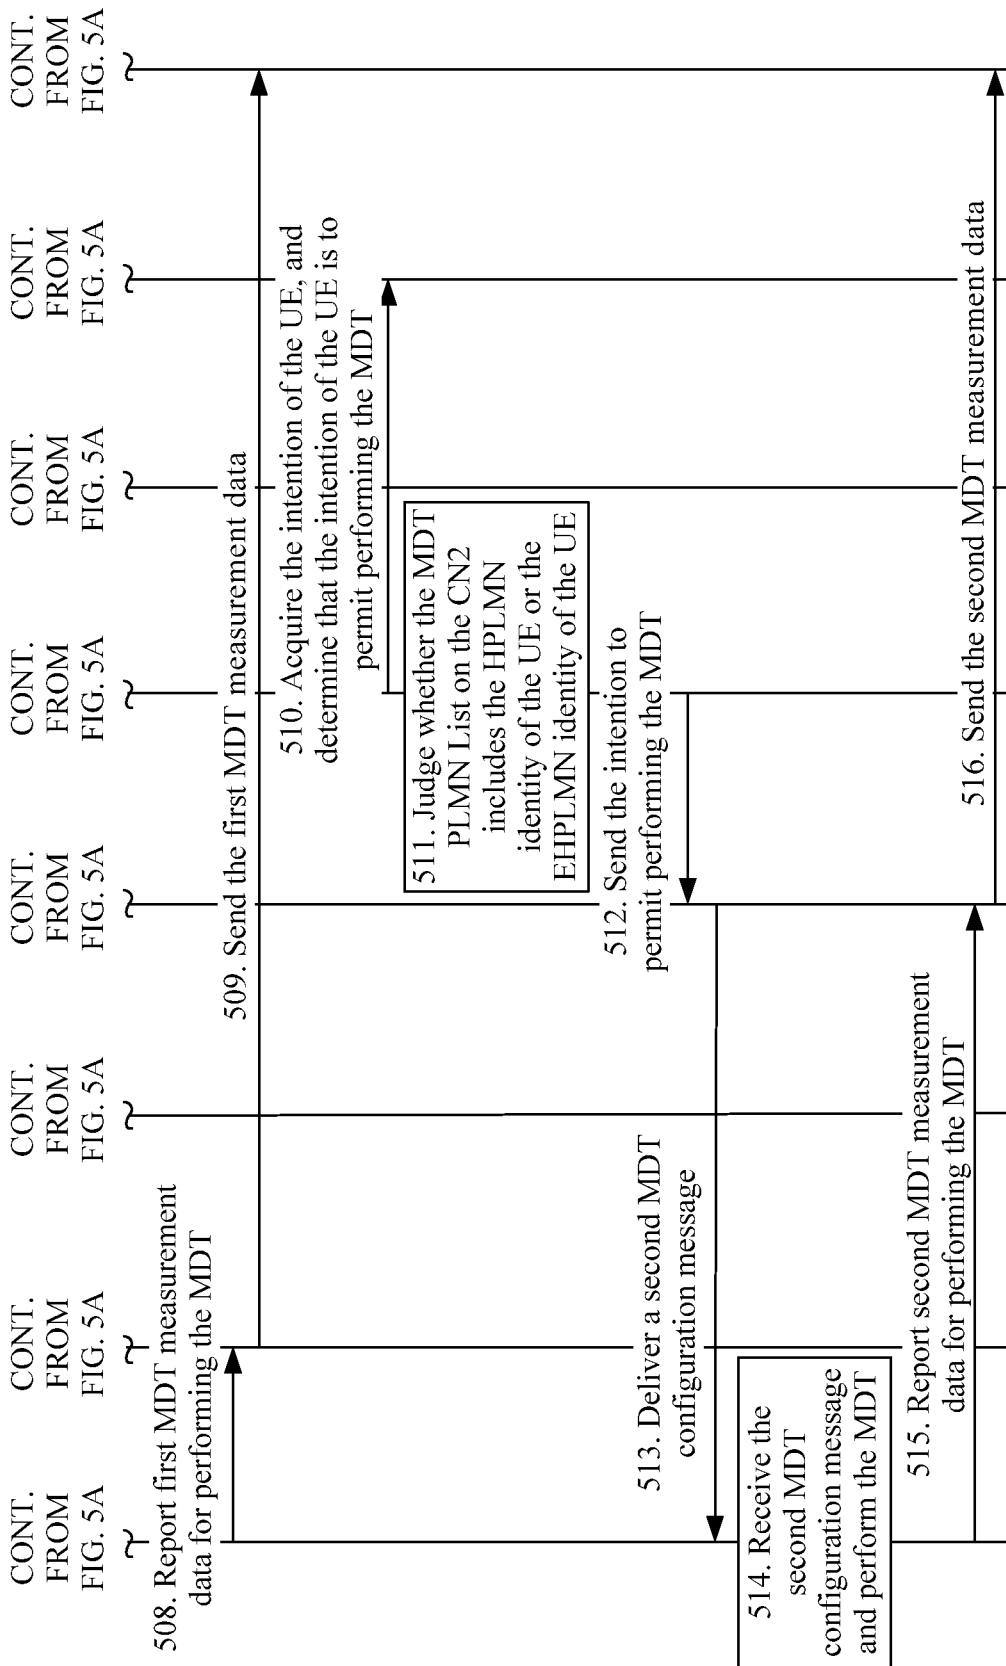 CONT.
FROM
FIG. 5A
CONT.
FROM
FIG. 5A
CONT.
FROM
FIG. 5A
CONT.
FROM
FIG. 5A
CONT.
FROM
FIG. 5A
CONT.
FROM
FIG. 5A
CONT.
FROM
FIG. 5A
CONT.
FROM
FIG. 5A
508. Report first MDT measurement
data for performing the MDT
509. Send the first MDT measurement data
510. Acquire the intention of the UE, and
determine that the intention of the UE is to
permit performing the MDT
511. Judge whether the MDT
PLMN List on the CN2
includes the HPLMN
identity of the UE or the
EHPLMN identity of the UE
512. Send the intention to
permit performing the MDT
513. Deliver a second MDT
configuration message
514. Receive the
second MDT
configuration message
and perform the MDT
515. Report second MDT measurement
data for performing the MDT
516. Send the second MDT measurement data